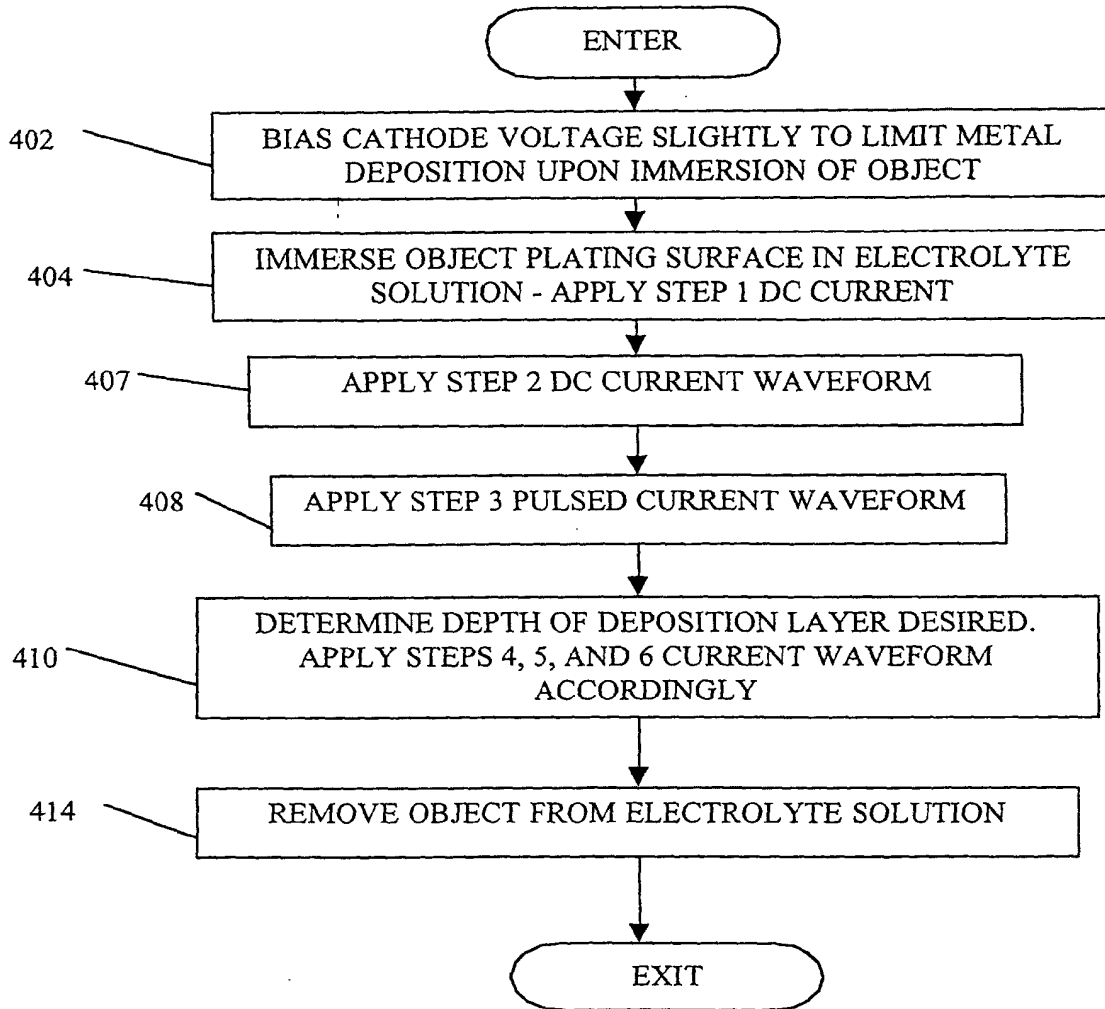 ENTER
402
BIAS CATHODE VOLTAGE SLIGHTLY TO LIMIT METAL
DEPOSITION UPON IMMERSION OF OBJECT
404
IMMERSE OBJECT PLATING SURFACE IN ELECTROLYTE
SOLUTION - APPLY STEP 1 DC CURRENT
407
APPLY STEP 2 DC CURRENT WAVEFORM
408
APPLY STEP 3 PULSED CURRENT WAVEFORM
410
DETERMINE DEPTH OF DEPOSITION LAYER DESIRED.
APPLY STEPS 4, 5, AND 6 CURRENT WAVEFORM
ACCORDINGLY
414
REMOVE OBJECT FROM ELECTROLYTE SOLUTION
EXIT